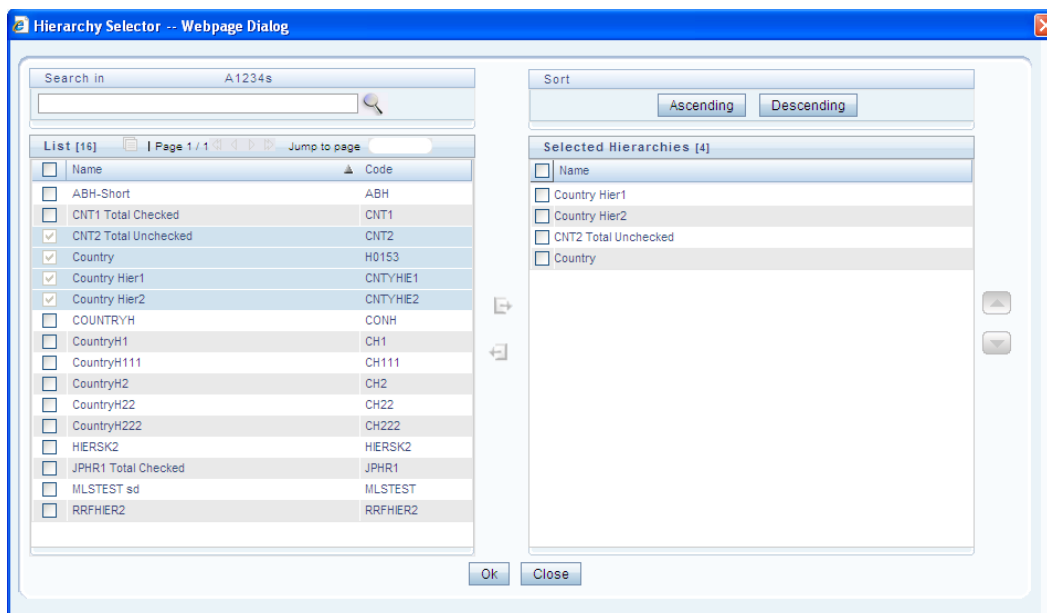 Hierarchy Selector -- Webpage Dialog
Search in A1234s
List [16] | Page 1 / 1 Jump to page
Name Code
ABH-Short ABH
CNT1 Total Checked CNT1
CNT2 Total Unchecked CNT2
Country H0153
Country Hier1 CNTYHIE1
Country Hier2 CNTYHIE2
COUNTRYH CONH
CountryH1 CH1
CountryH111 CH111
CountryH2 CH2
CountryH22 CH22
CountryH222 CH222
HIERSK2 HIERSK2
JPHR1 Total Checked JPHR1
MLSTEST sd MLSTEST
RRFHIER2 RRFHIER2
Sort
Ascending Descending
Selected Hierarchies [4]
Name
Country Hier1
Country Hier2
CNT2 Total Unchecked
Country
Ok Close